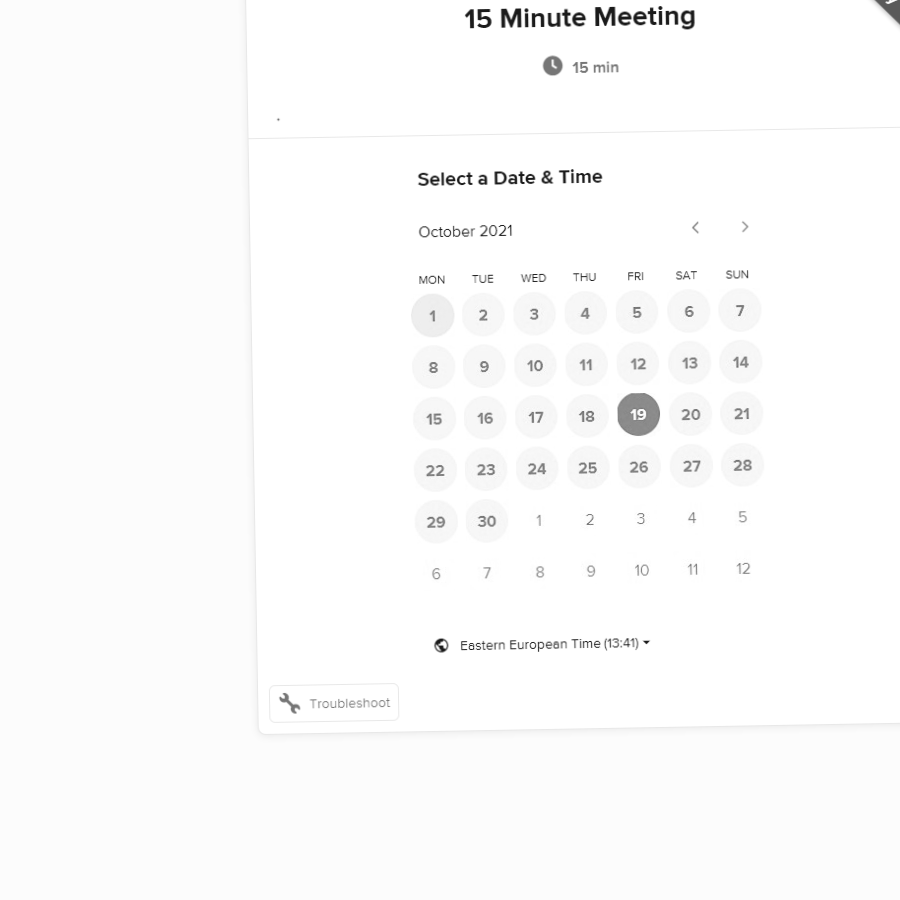 15 Minute Meeting
15 min
.
Select a Date & Time
October 2021
MON TUE WED THU FRI SAT SUN
1 2 3 4 5 6 7
8 9 10 11 12 13 14
15 16 17 18 19 20 21
22 23 24 25 26 27 28
29 30 1 2 3 4 5
6 7 8 9 10 11 12
Eastern European Time (13:41)
Troubleshoot